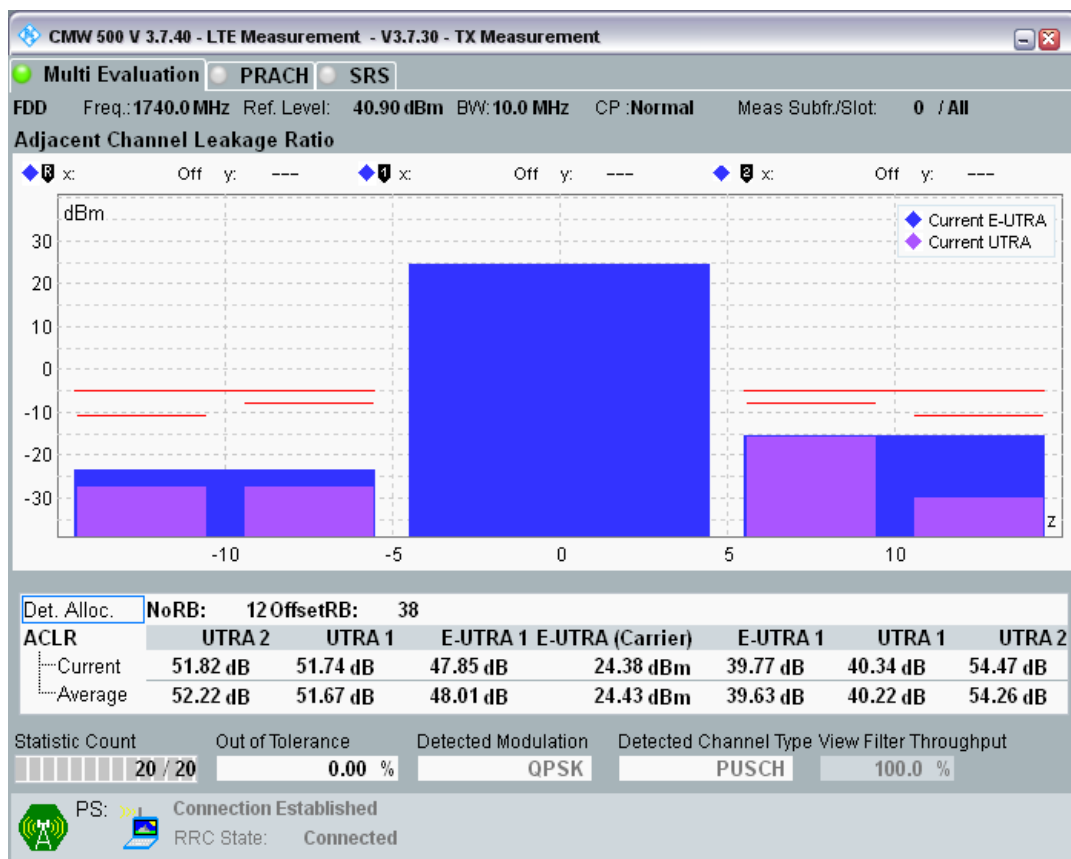 CMW 500 V 3.7.40 - LTE Measurement - V3.7.30 - TX Measurement
Multi Evaluation PRACH SRS
FDD Freq.: 1740.0 MHz Ref. Level: 40.90 dBm BW: 10.0 MHz CP :Normal Meas Subfr./Slot: 0 / All
Adjacent Channel Leakage Ratio
R x: Off y: --- 1 x: Off y: --- 2 x: Off y: ---
dBm
Current E-UTRA
Current UTRA
30
20
10
0
-10
-20
-30
z
-10 -5 0 5 10
Det. Alloc. NoRB: 12 OffsetRB: 38
ACLR UTRA 2 UTRA 1 E-UTRA 1 E-UTRA (Carrier) E-UTRA 1 UTRA 1 UTRA 2
Current 51.82 dB 51.74 dB 47.85 dB 24.38 dBm 39.77 dB 40.34 dB 54.47 dB
Average 52.22 dB 51.67 dB 48.01 dB 24.43 dBm 39.63 dB 40.22 dB 54.26 dB
Statistic Count Out of Tolerance Detected Modulation Detected Channel Type View Filter Throughput
20 / 20 0.00 % QPSK PUSCH 100.0 %
PS: Connection Established
RRC State: Connected